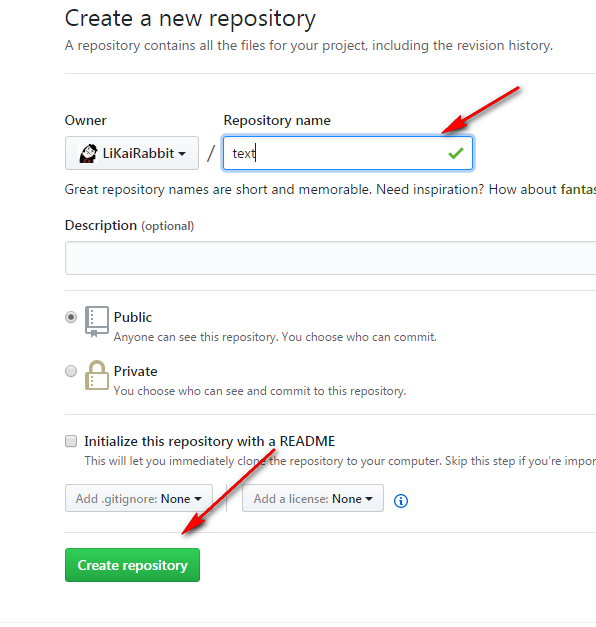 Create a new repository
A repository contains all the files for your project, including the revision history.
Owner
Repository name
LiKaiRabbit
/
text
Great repository names are short and memorable. Need inspiration? How about fantas
Description (optional)
Public
Anyone can see this repository. You choose who can commit.
Private
You choose who can see and commit to this repository.
Initialize this repository with a README
This will let you immediately clone the repository to your computer. Skip this step if you’re impor
Add .gitignore: None
Add a license: None
Create repository